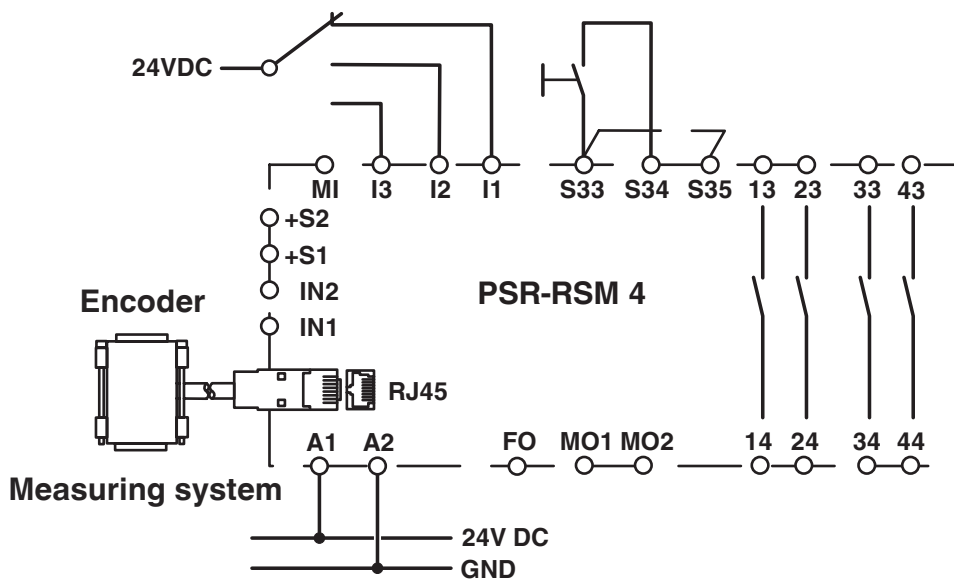 24VDC
MI I3 I2 I1 S33 S34 S35 13 23 33 43
+S2
+S1
IN2
IN1
PSR-RSM 4
Encoder
RJ45
A1 A2 FO MO1 MO2 14 24 34 44
Measuring system
24V DC
GND